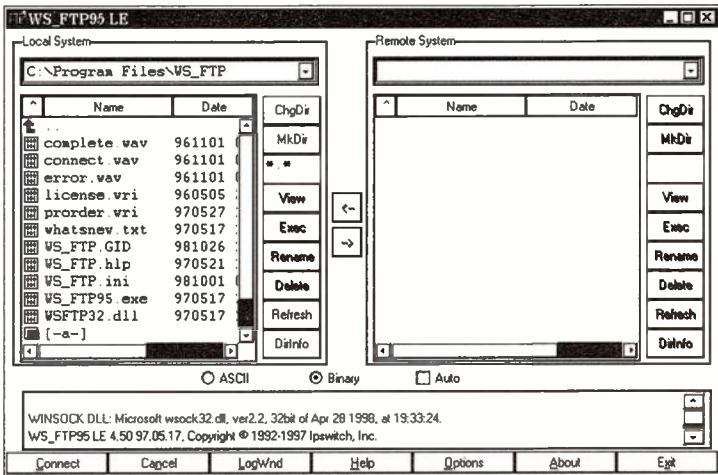 WS_FTP95 LE
Local System
C:\Program Files\WS_FTP
^ Name Date
..
complete.wav 961101
connect.wav 961101
error.wav 961101
license.wri 960505
prorder.wri 970527
whatsnew.txt 970517
WS_FTP.GID 981026
WS_FTP.hlp 970521
WS_FTP.ini 981001
WS_FTP95.exe 970517
WSFTP32.dll 970517
[-a-]
ChgDir
MkDir
*.*
View
Exec
Rename
Delete
Refresh
DirInfo
<-
->
Remote System
^ Name Date
ChgDir
MkDir
View
Exec
Rename
Delete
Refresh
DirInfo
ASCII Binary Auto
WINSOCK DLL: Microsoft wsock32.dll, ver2.2, 32bit of Apr 28 1998, at 19:33:24.
WS_FTP95 LE 4.50 97.05.17, Copyright © 1992-1997 Ipswitch, Inc.
Connect Cancel LogWnd Help Options About Exit